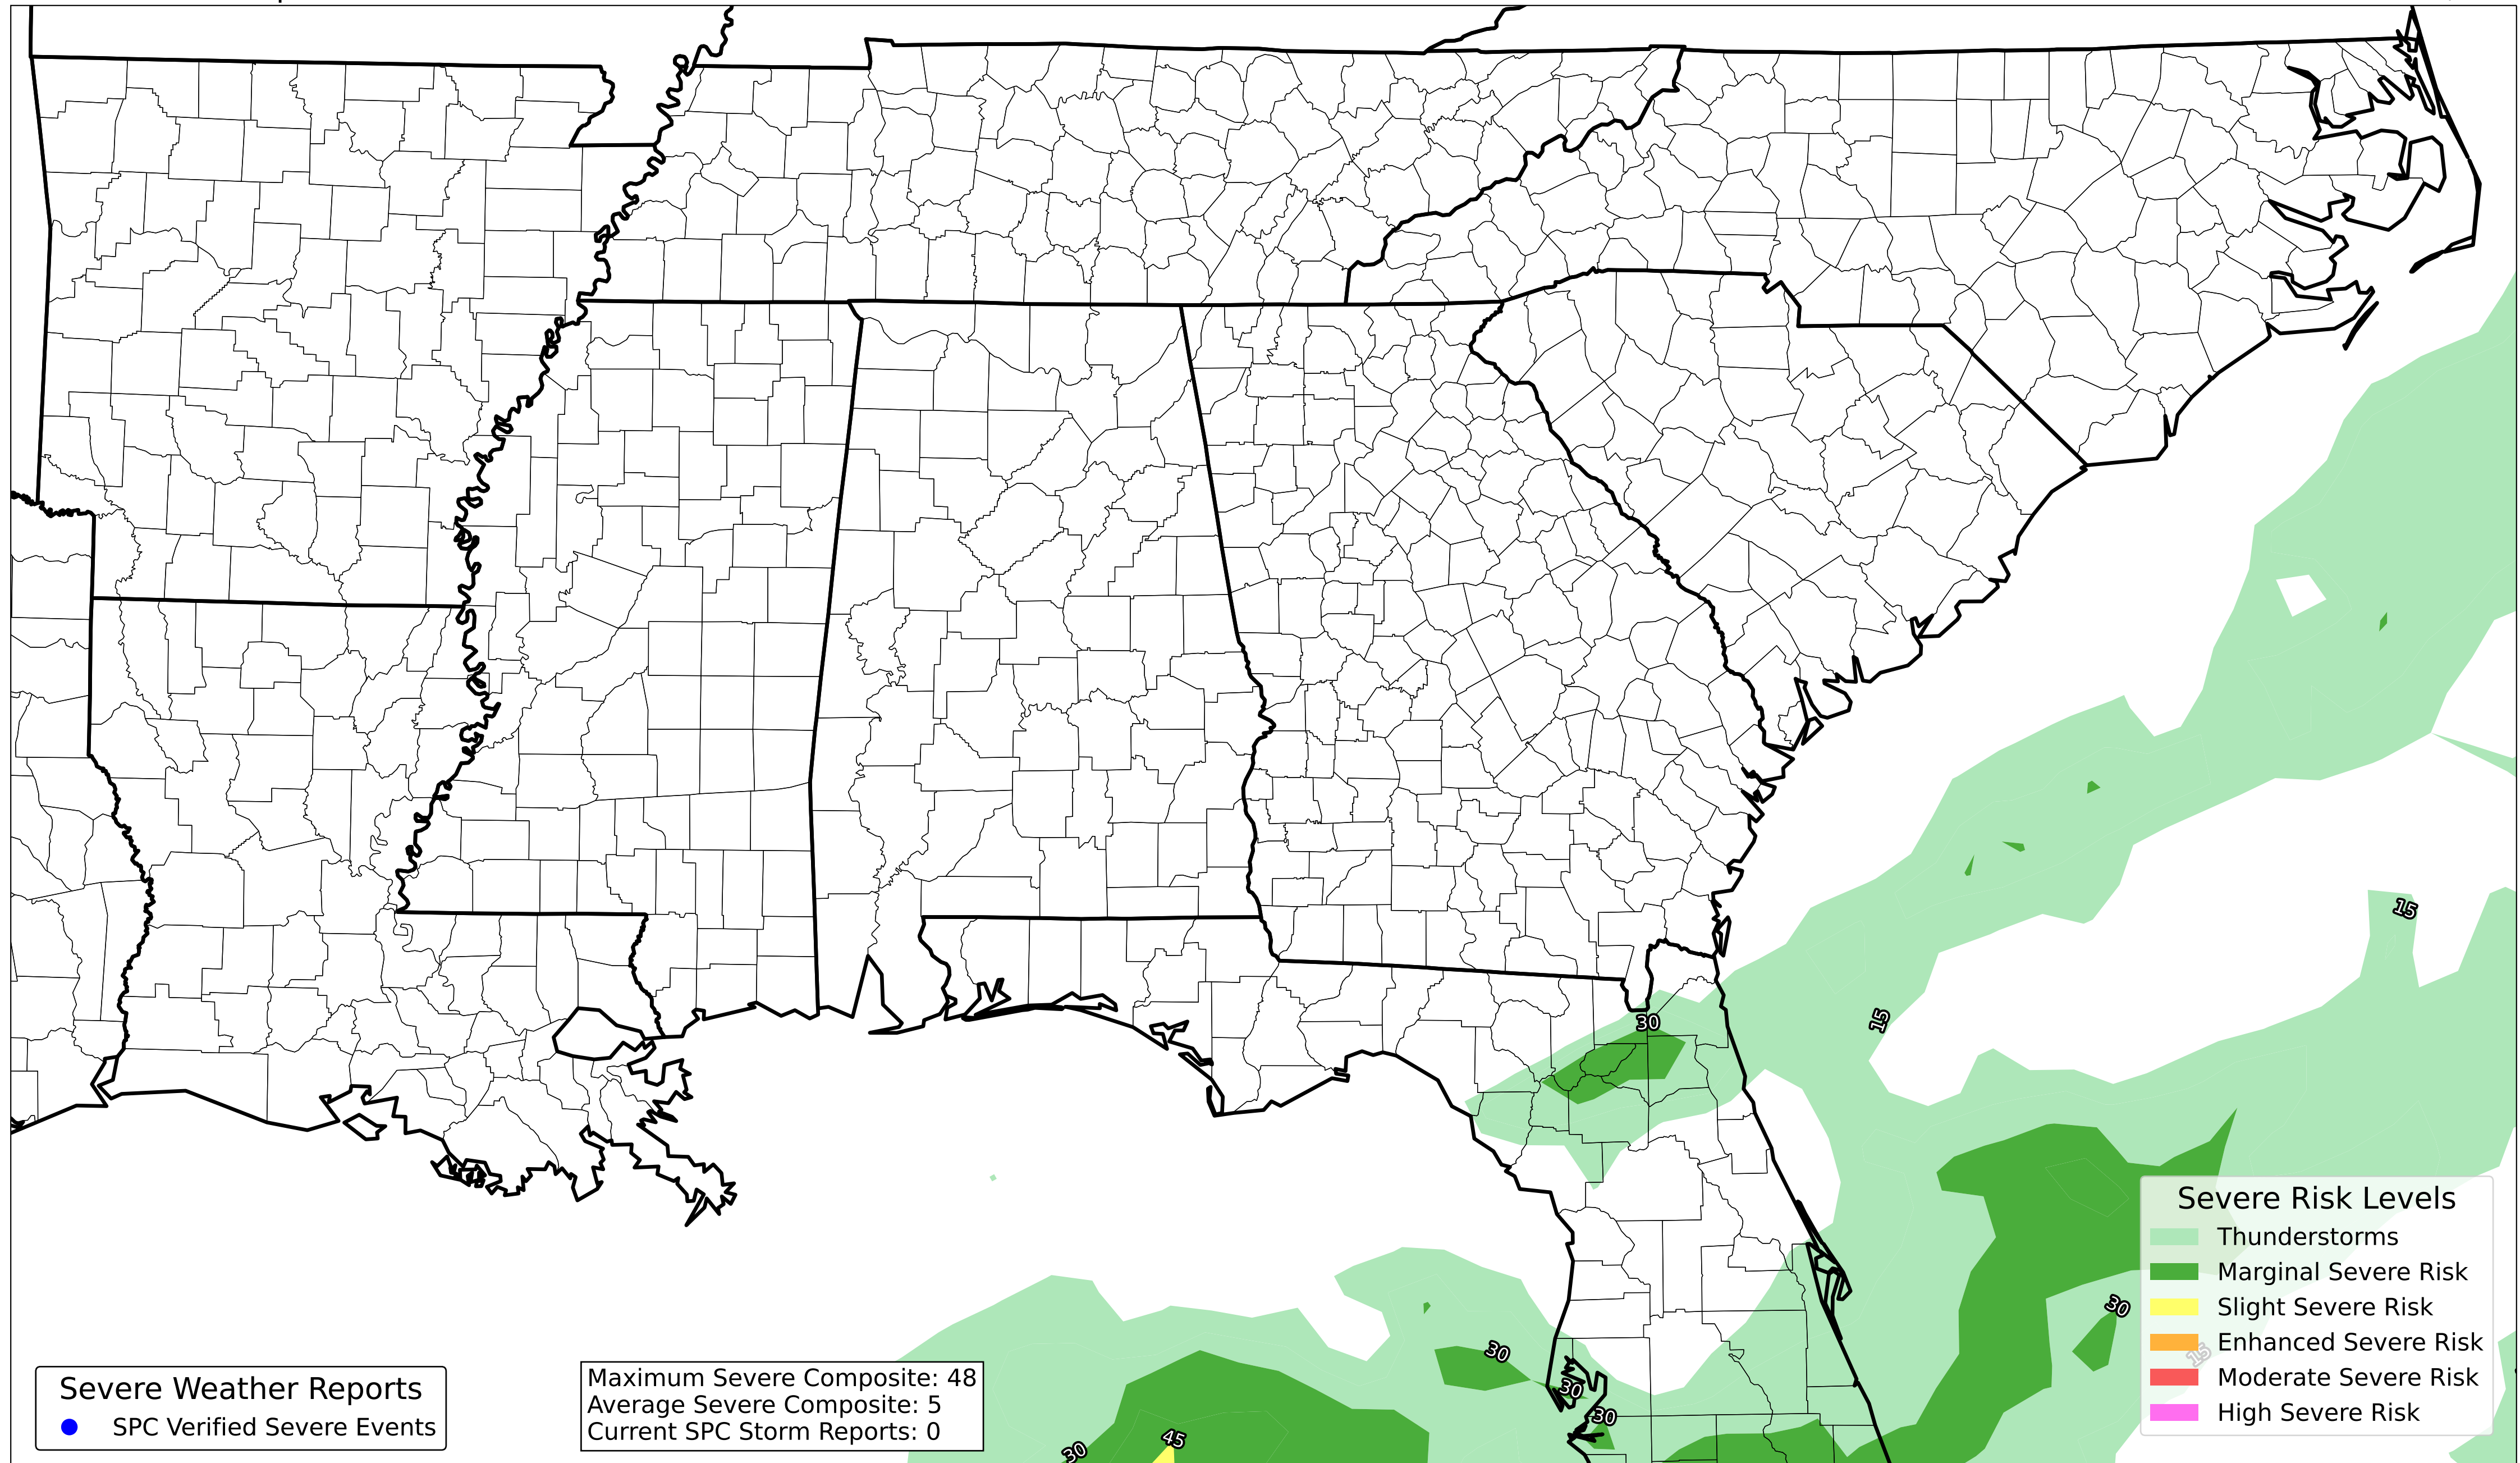 15
15
30
30
30
30
45
30
30
15
Severe Risk Levels
Thunderstorms
Marginal Severe Risk
Slight Severe Risk
Enhanced Severe Risk
Moderate Severe Risk
High Severe Risk
Severe Weather Reports
SPC Verified Severe Events
Maximum Severe Composite: 48
Average Severe Composite: 5
Current SPC Storm Reports: 0